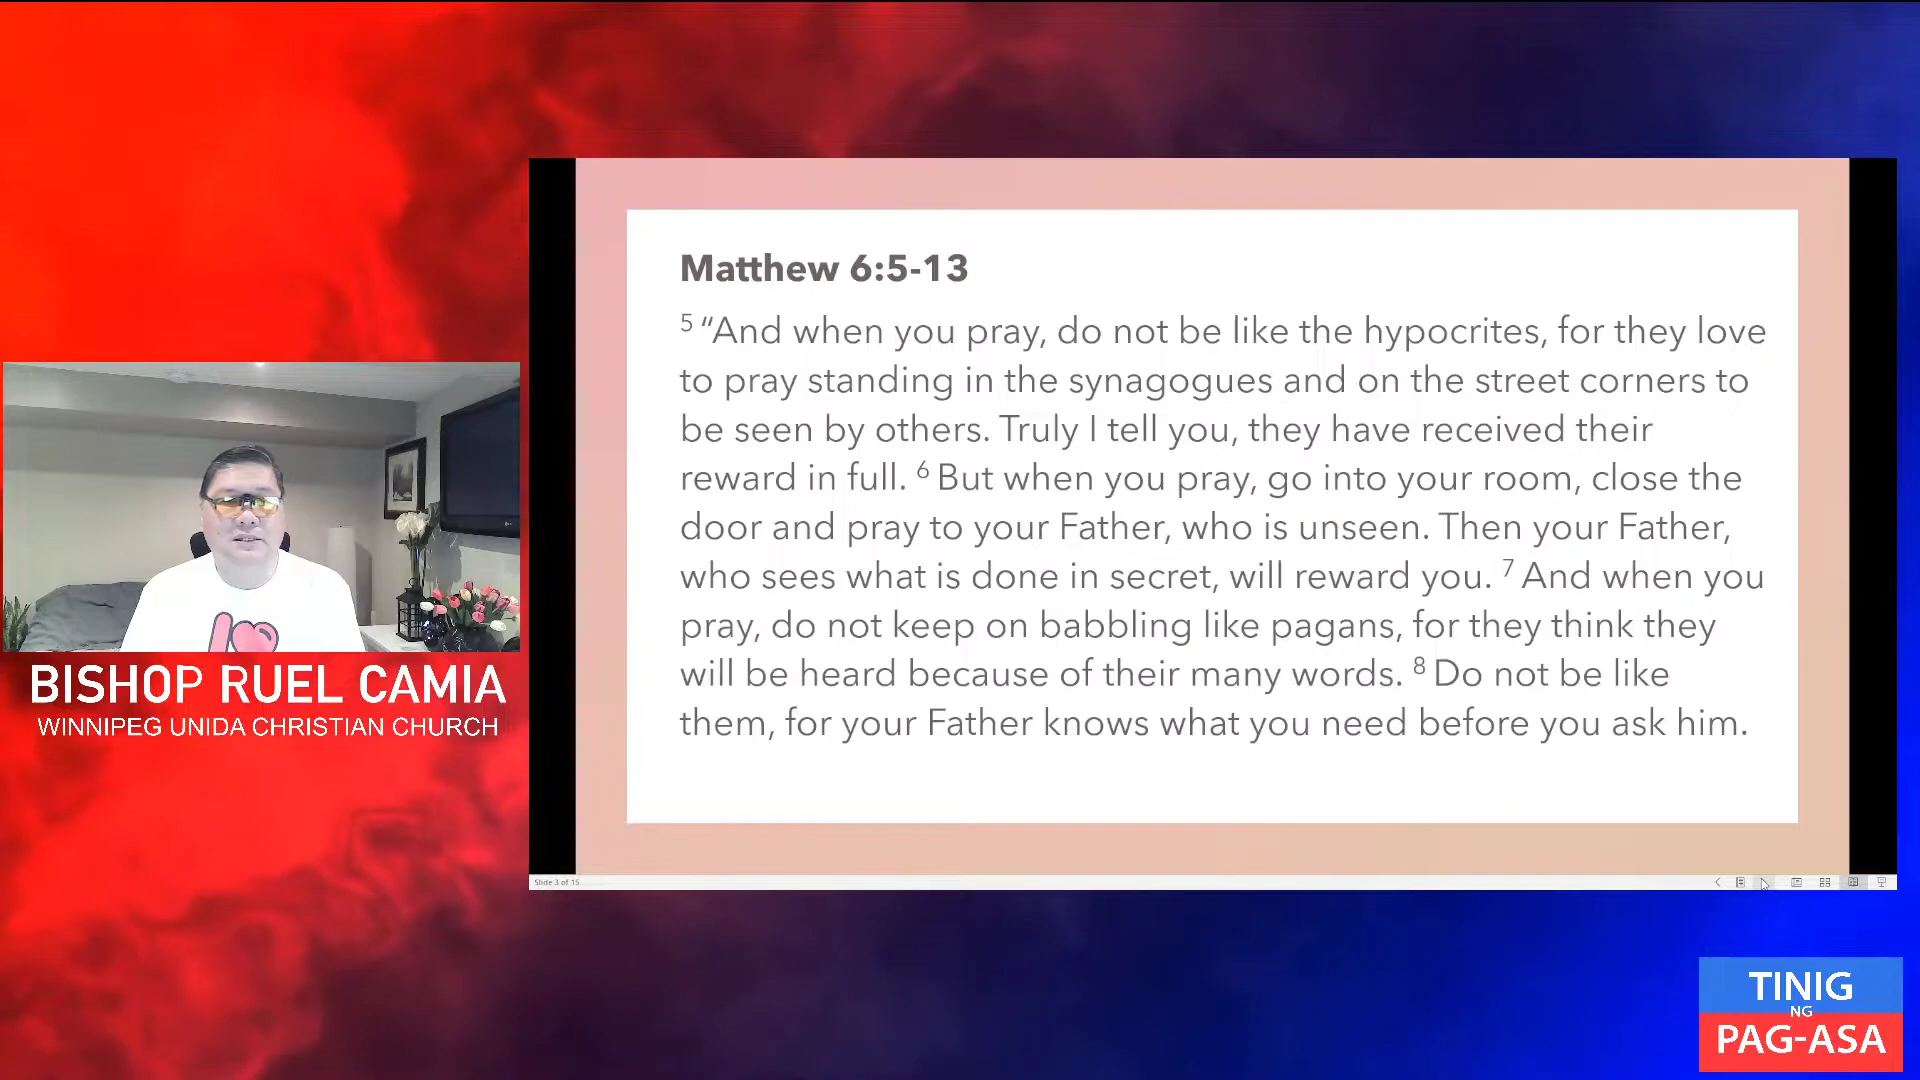 Matthew 6:5-13
5 “And when you pray, do not be like the hypocrites, for they love
to pray standing in the synagogues and on the street corners to
be seen by others. Truly I tell you, they have received their
reward in full. 6 But when you pray, go into your room, close the
door and pray to your Father, who is unseen. Then your Father,
who sees what is done in secret, will reward you. 7 And when you
pray, do not keep on babbling like pagans, for they think they
will be heard because of their many words. 8 Do not be like
them, for your Father knows what you need before you ask him.
Slide 3 of 15
I
BISHOP RUEL CAMIA
WINNIPEG UNIDA CHRISTIAN CHURCH
TINIG
NG
PAG-ASA